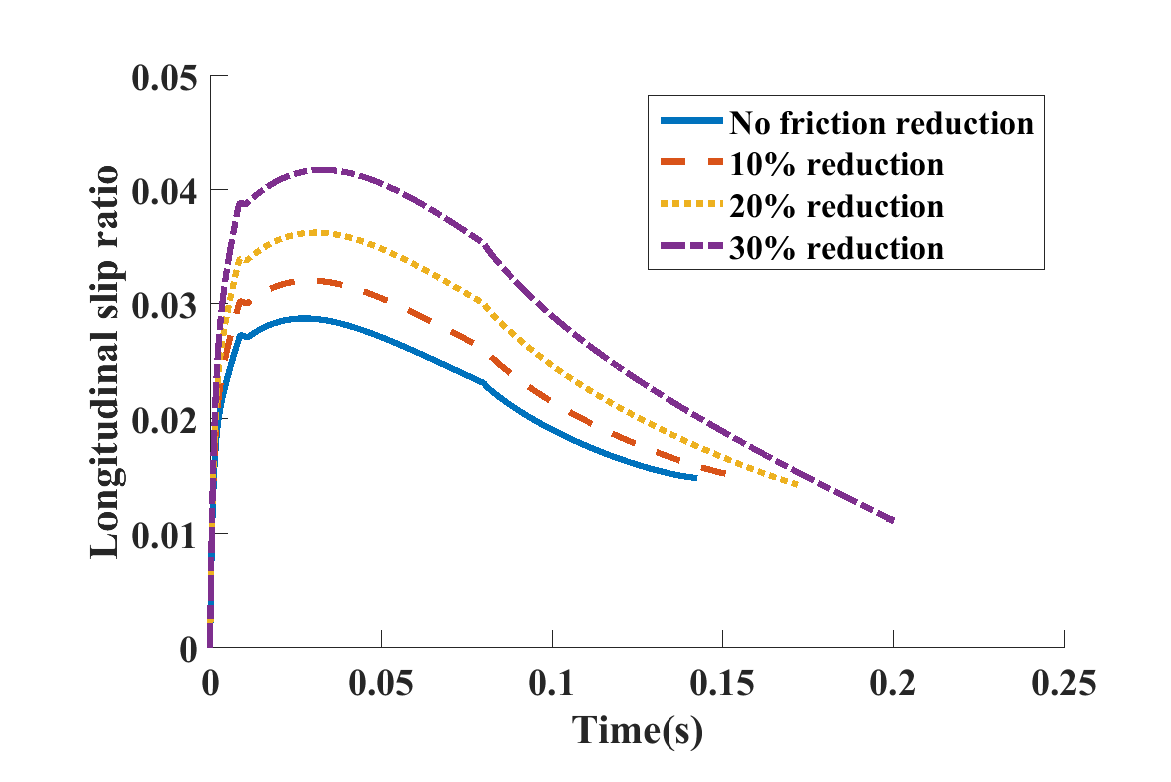 0.05
0.04
0.03
0.02
0.01
0
Longitudinal slip ratio
No friction reduction
10% reduction
20% reduction
30% reduction
0 0.05 0.1 0.15 0.2 0.25
Time(s)